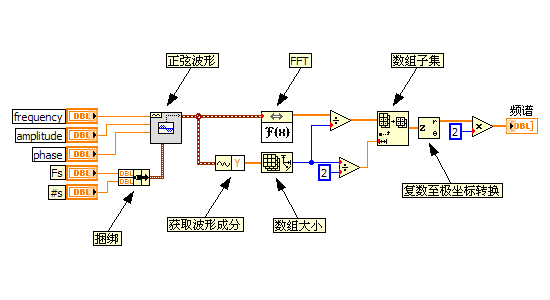 正弦波形
FFT
数组子集
frequency
DBL
amplitude
DBL
phase
DBL
Fs
DBL
#s
DBL
DBL
DBL
F(x)
Y
÷
2
÷
z
r
θ
2
×
频谱
DBL
捆绑
获取波形成分
数组大小
复数至极坐标转换